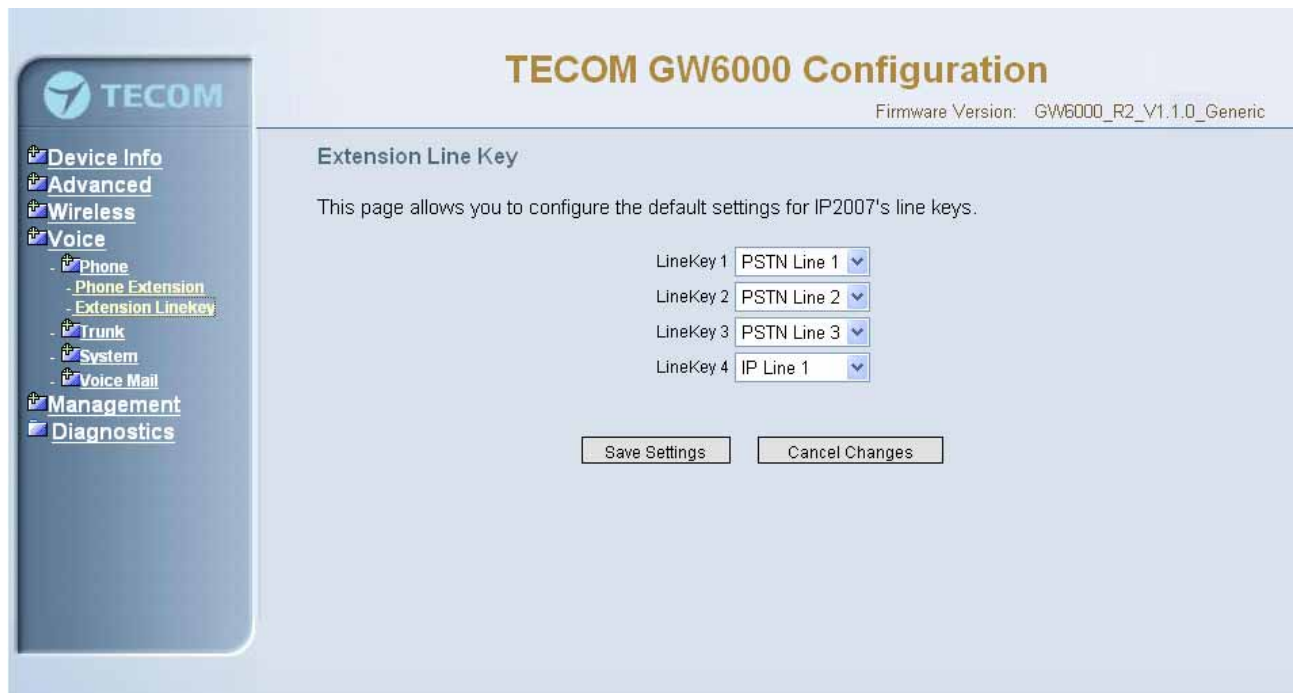 TECOM
TECOM GW6000 Configuration
Firmware Version: GW6000_R2_V1.1.0_Generic
Device Info
Advanced
Wireless
Voice
- Phone
- Phone Extension
- Extension Linekey
- Trunk
- System
- Voice Mail
Management
Diagnostics
Extension Line Key
This page allows you to configure the default settings for IP2007's line keys.
LineKey 1 PSTN Line 1
LineKey 2 PSTN Line 2
LineKey 3 PSTN Line 3
LineKey 4 IP Line 1
Save Settings Cancel Changes